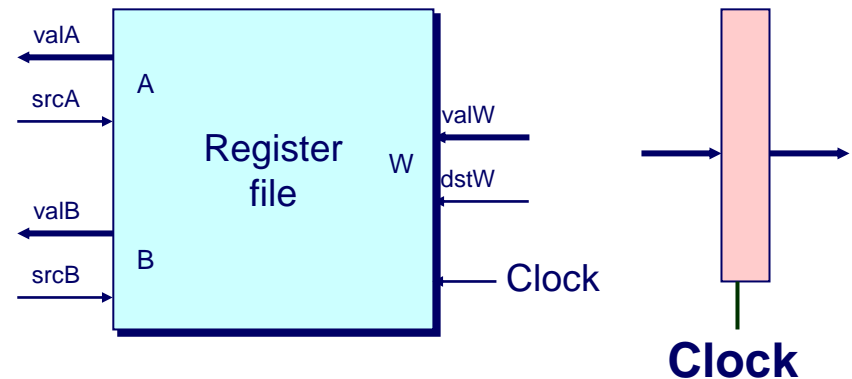 valA
A
srcA
Register
file
valB
B
srcB
valW
W
dstW
Clock
Clock